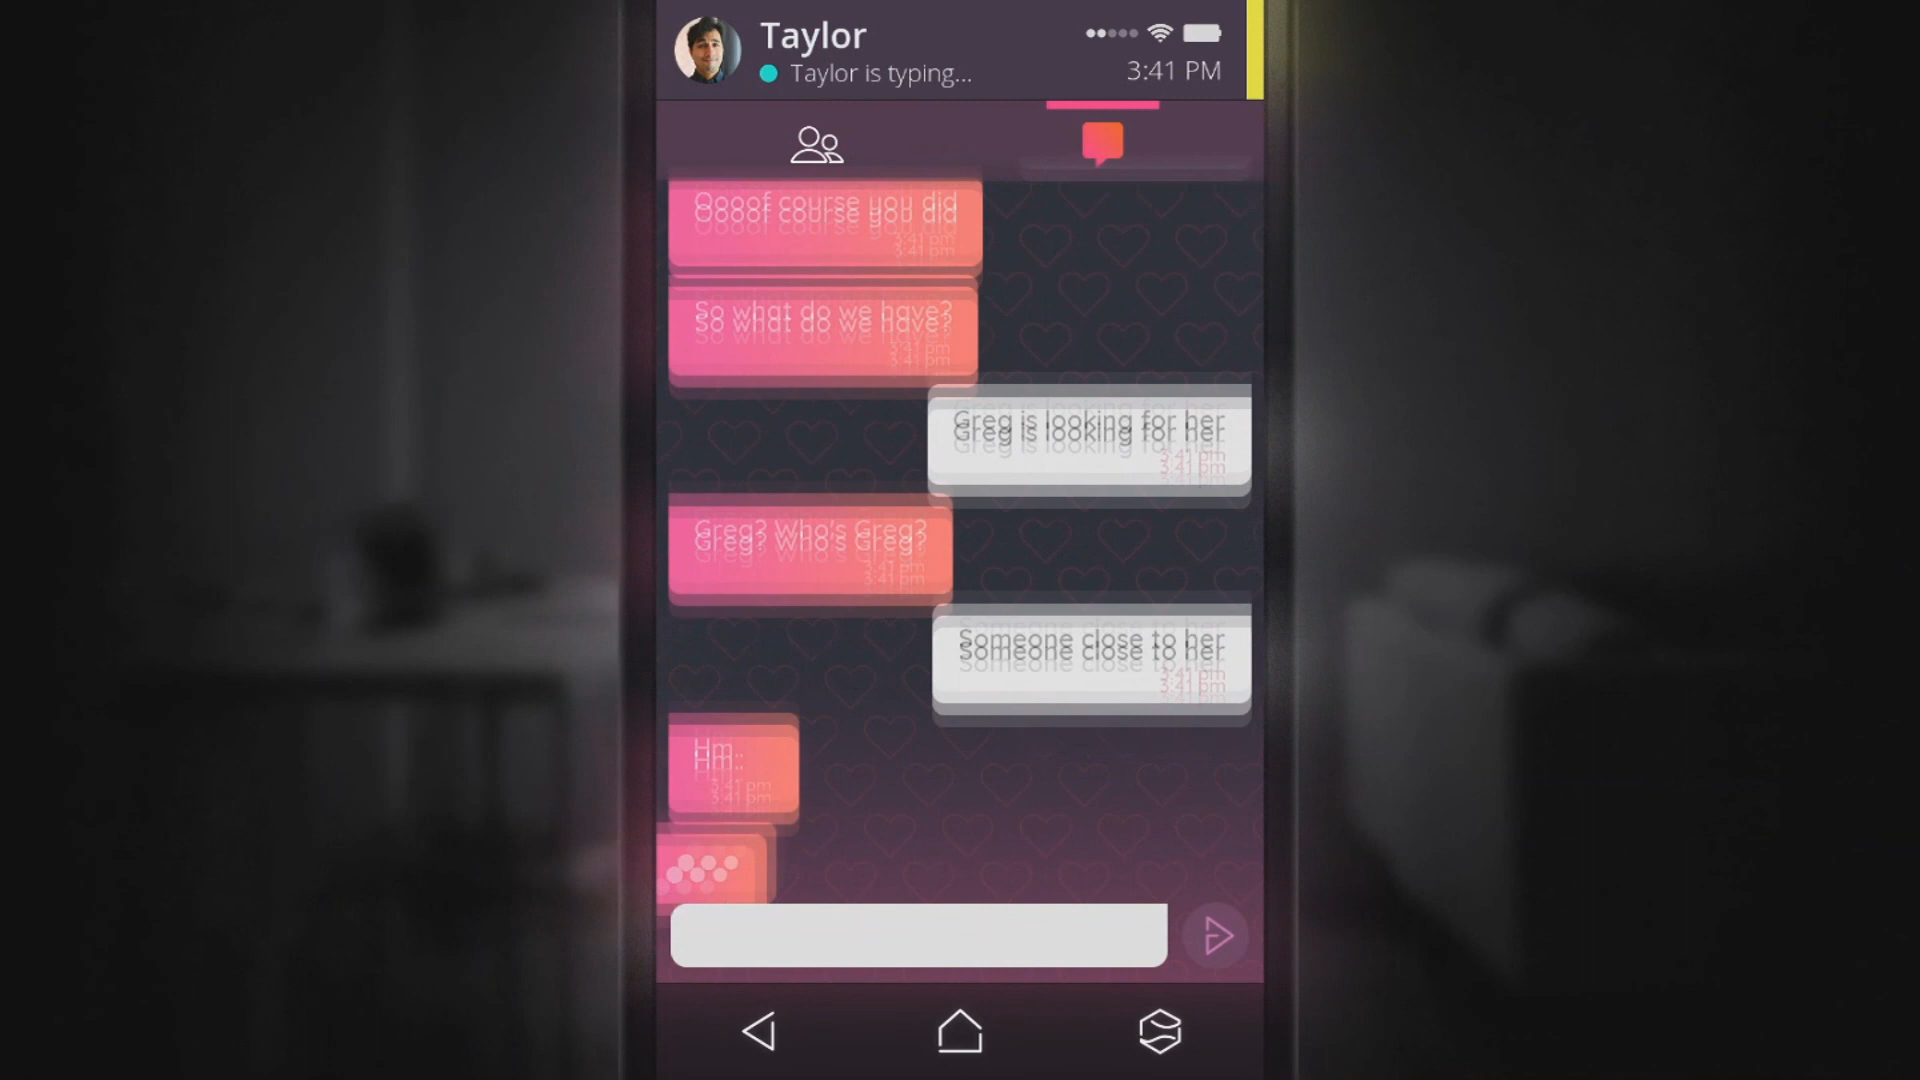 Taylor
Taylor is typing...
3:41 PM
Oooof course you did
3:41 pm
So what do we have?
3:41 pm
Greg is looking for her
3:41 pm
Greg? Who's Greg?
3:41 pm
Someone close to her
3:41 pm
Hm..
3:41 pm